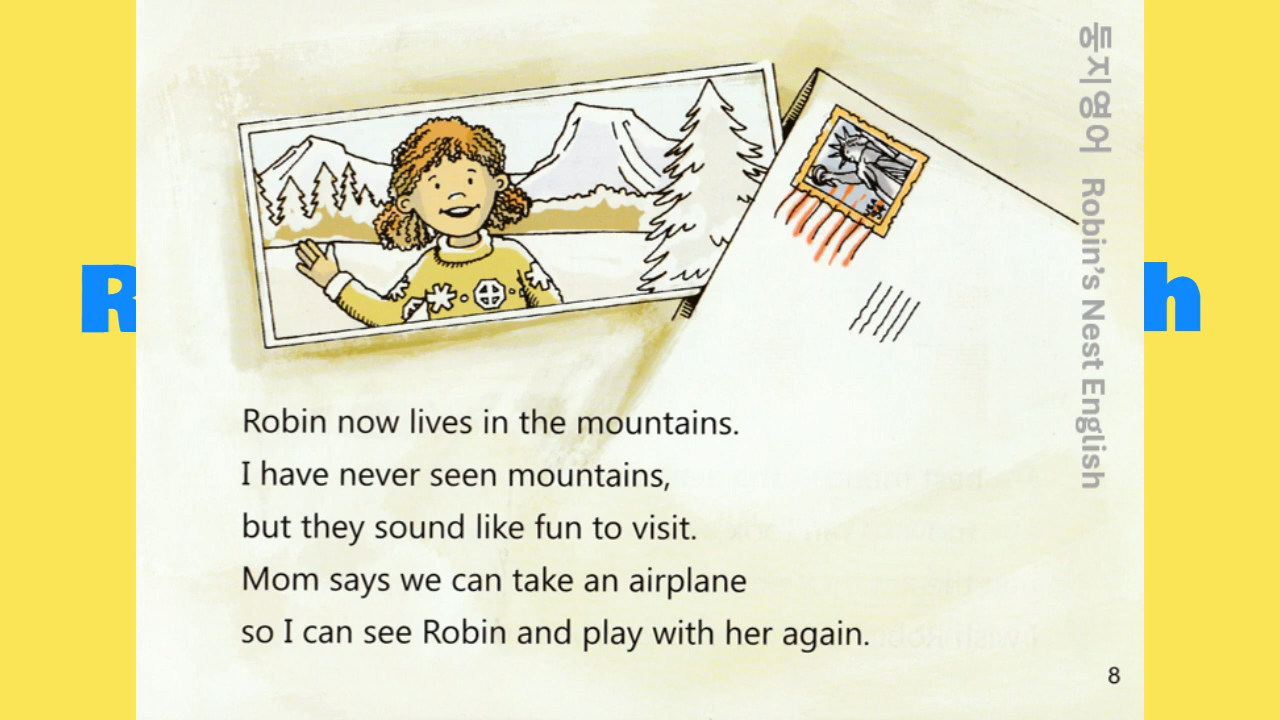 Robin now lives in the mountains.
I have never seen mountains,
but they sound like fun to visit.
Mom says we can take an airplane
so I can see Robin and play with her again.
8
둥지영어 Robin's Nest English
R
h